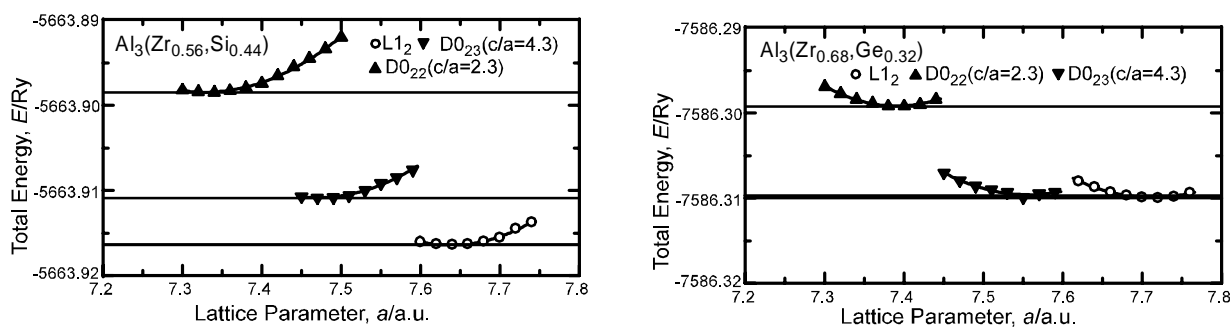 -5663.89
Al₃(Zr₀.₅₆,Si₀.₄₄) ○L1₂ ▼ D0₂₃(c/a=4.3)
▲ D0₂₂(c/a=2.3)
-5663.90
-5663.91
-5663.92
Total Energy, E/Ry
7.2 7.3 7.4 7.5 7.6 7.7 7.8
Lattice Parameter, a/a.u.
-7586.29
Al₃(Zr₀.₆₈,Ge₀.₃₂)
○ L1₂ ▲ D0₂₂(c/a=2.3) ▼ D0₂₃(c/a=4.3)
-7586.30
-7586.31
-7586.32
Total Energy, E/Ry
7.2 7.3 7.4 7.5 7.6 7.7 7.8
Lattice Parameter, a/a.u.